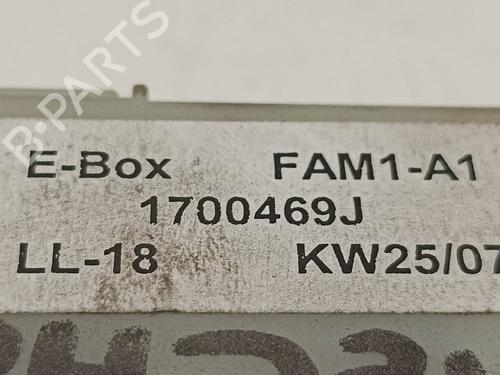 B-PARTS
E-Box FAM1-A1
1700469J
LL-18 KW25/07